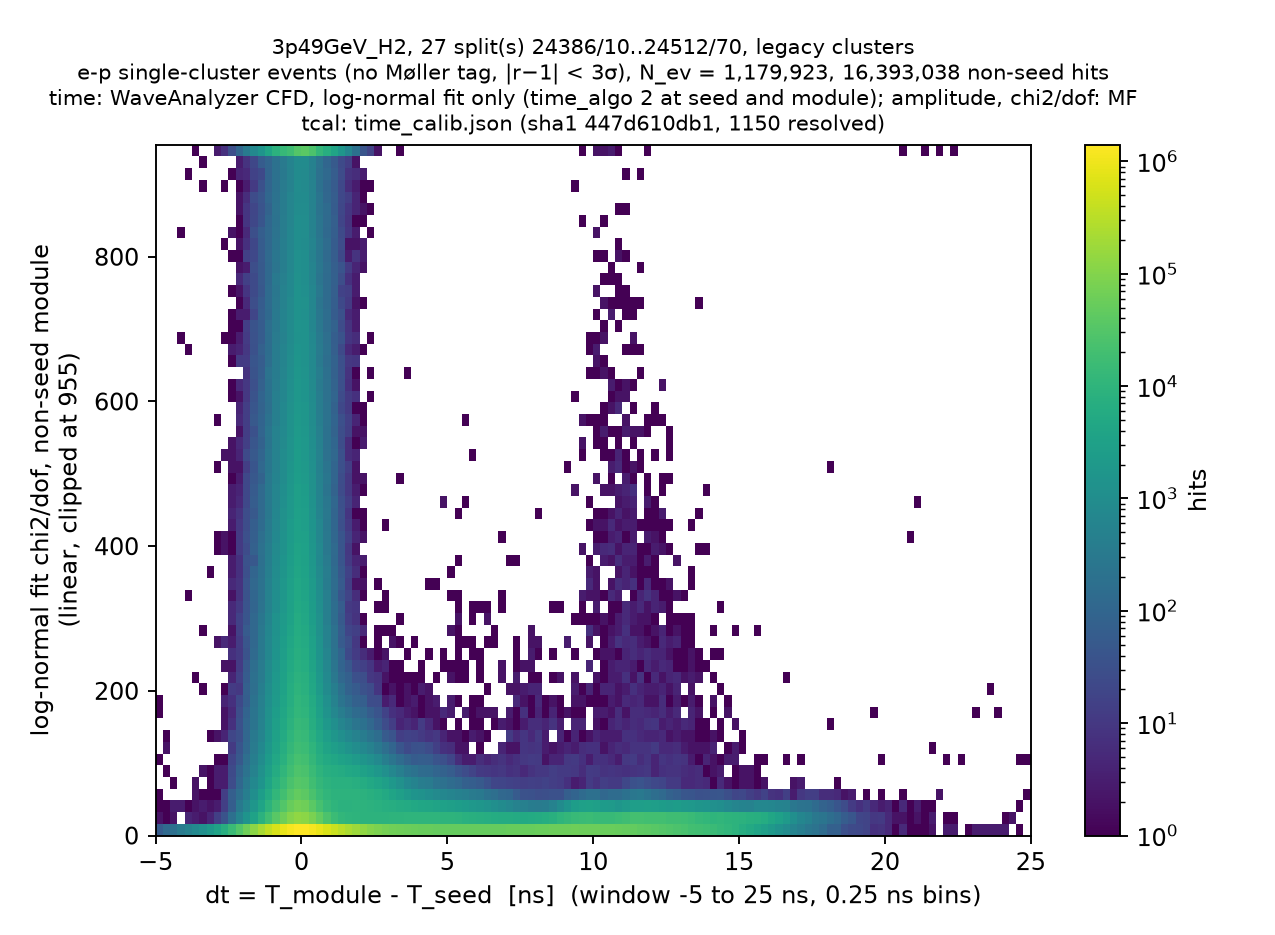 3p49GeV_H2, 27 split(s) 24386/10..24512/70, legacy clusters
e-p single-cluster events (no Møller tag, |r−1| < 3σ), N_ev = 1,179,923, 16,393,038 non-seed hits
time: WaveAnalyzer CFD, log-normal fit only (time_algo 2 at seed and module); amplitude, chi2/dof: MF
tcal: time_calib.json (sha1 447d610db1, 1150 resolved)
log-normal fit chi2/dof, non-seed module
(linear, clipped at 955)
800
600
400
200
0
−5
0
5
10
15
20
25
dt = T_module - T_seed [ns] (window -5 to 25 ns, 0.25 ns bins)
10⁶
10⁵
10⁴
10³
10²
10¹
10⁰
hits